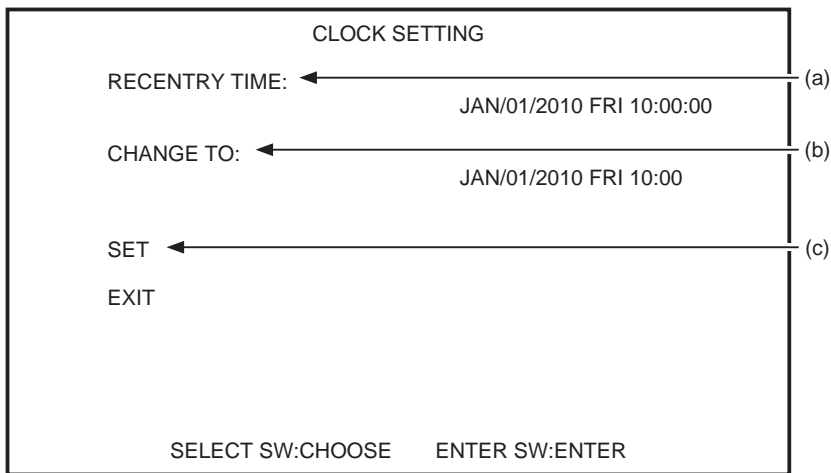 CLOCK SETTING
RECENTRY TIME: (a)
JAN/01/2010 FRI 10:00:00
CHANGE TO: (b)
JAN/01/2010 FRI 10:00
SET (c)
EXIT
SELECT SW:CHOOSE ENTER SW:ENTER